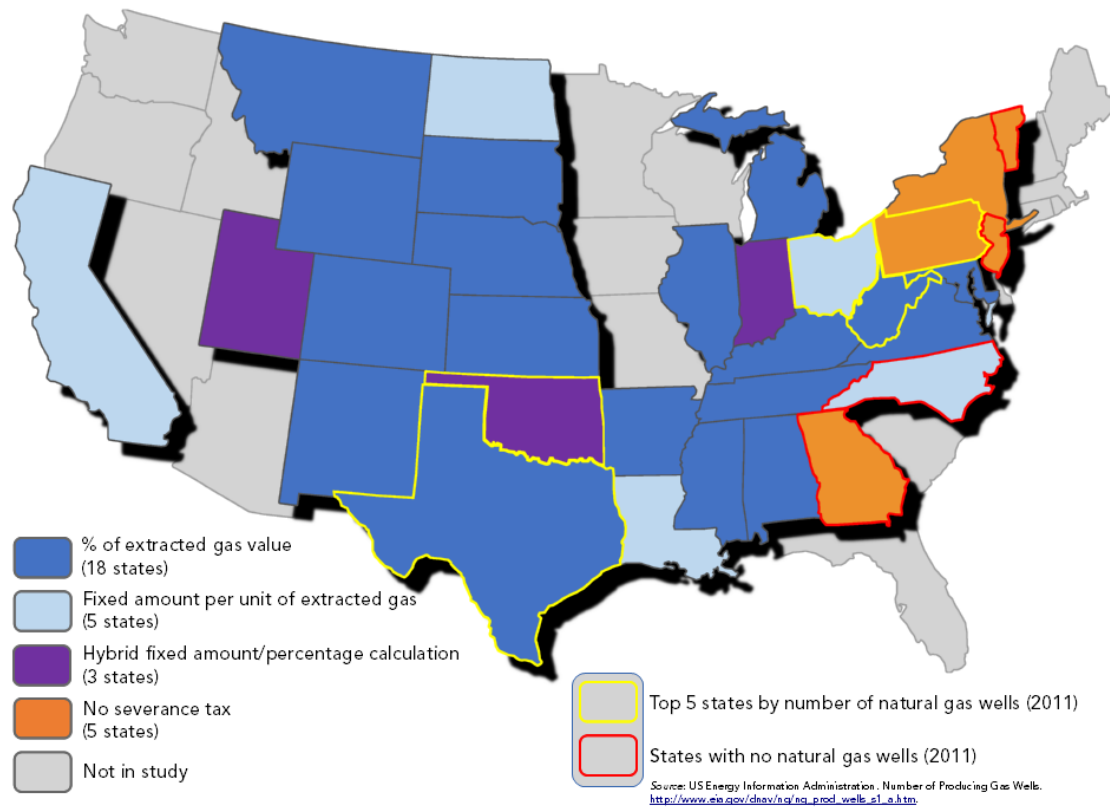 % of extracted gas value
(18 states)
Fixed amount per unit of extracted gas
(5 states)
Hybrid fixed amount/percentage calculation
(3 states)
No severance tax
(5 states)
Not in study
Top 5 states by number of natural gas wells (2011)
States with no natural gas wells (2011)
Source: US Energy Information Administration. Number of Producing Gas Wells.
http://www.eia.gov/dnav/ng/ng_prod_wells_s1_a.htm.